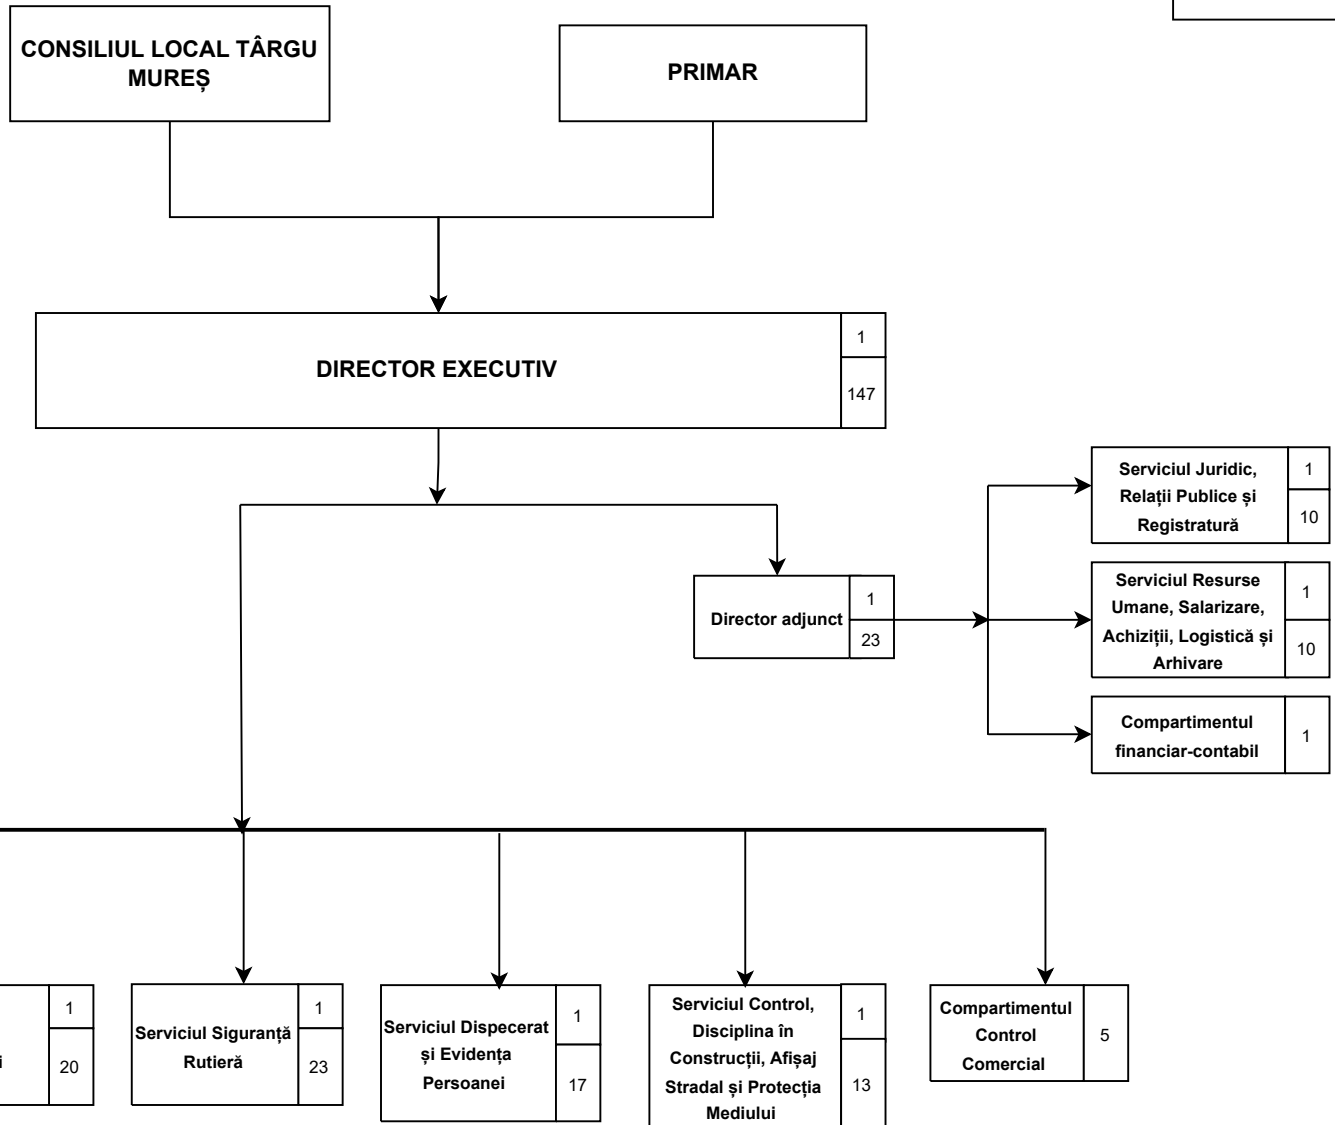 CONSILIUL LOCAL TÂRGU
MUREȘ
PRIMAR
DIRECTOR EXECUTIV
1
147
Serviciul Juridic,
Relații Publice și
Registratură
1
10
Director adjunct
1
23
Serviciul Resurse
Umane, Salarizare,
Achiziții, Logistică și
Arhivare
1
10
Compartimentul
financiar-contabil
1
i
1
20
Serviciul Siguranță
Rutieră
1
23
Serviciul Dispecerat
și Evidența
Persoanei
1
17
Serviciul Control,
Disciplina în
Construcții, Afișaj
Stradal și Protecția
Mediului
1
13
Compartimentul
Control
Comercial
5